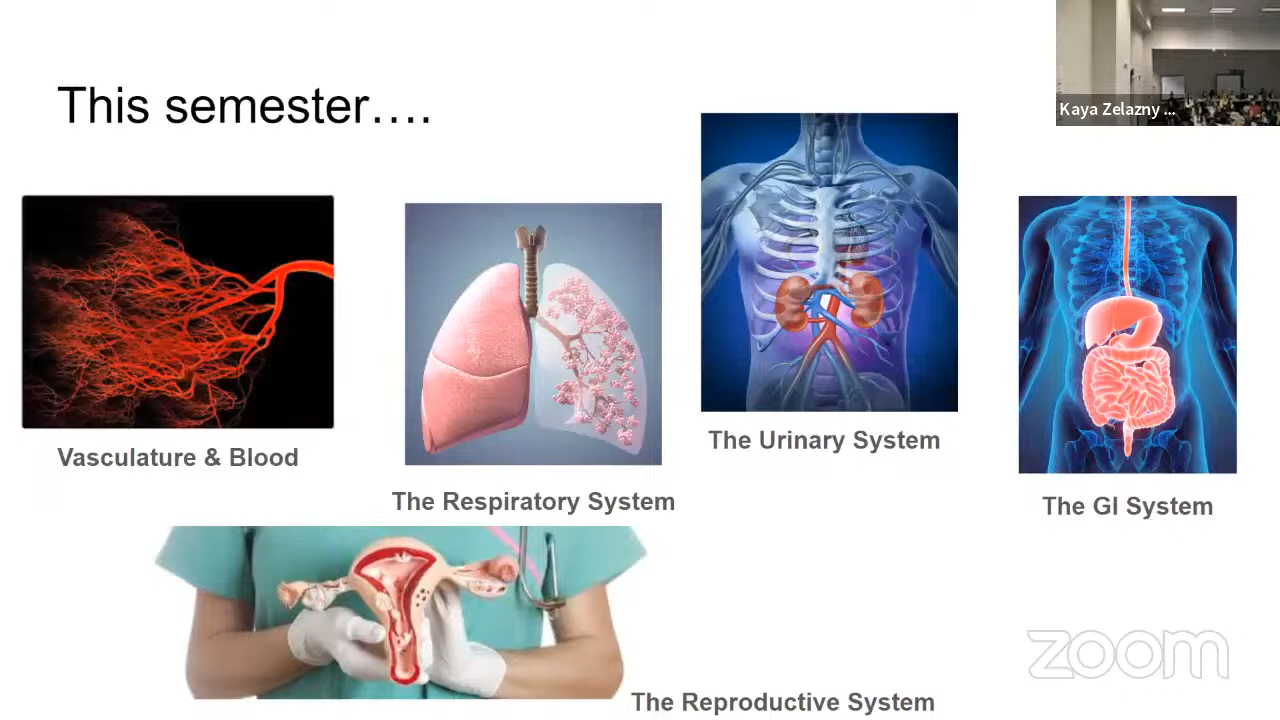 This semester….
Kaya Zelazny ...
Vasculature & Blood
The Respiratory System
The Urinary System
The GI System
The Reproductive System
zoom